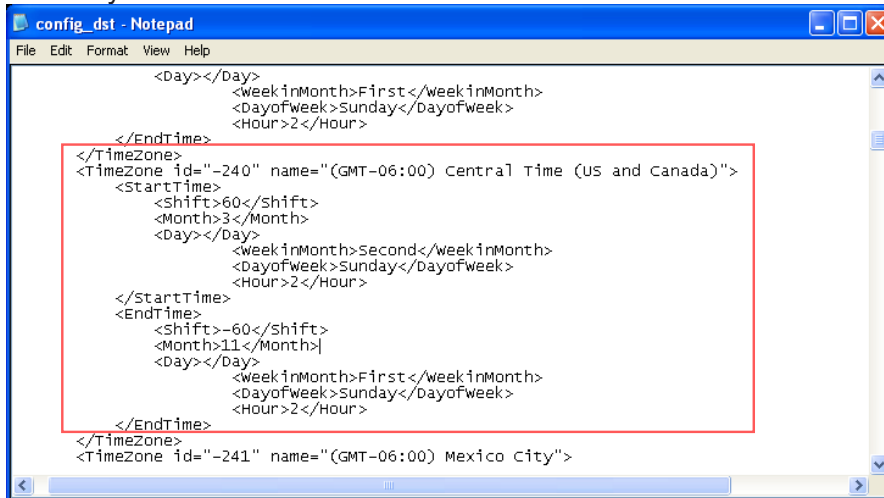 config_dst - Notepad
File Edit Format View Help
<Day></Day>
<WeekinMonth>First</WeekinMonth>
<DayofWeek>Sunday</DayofWeek>
<Hour>2</Hour>
</EndTime>
</TimeZone>
<TimeZone id="-240" name="(GMT-06:00) Central Time (US and Canada)">
<StartTime>
<Shift>60</Shift>
<Month>3</Month>
<Day></Day>
<WeekinMonth>Second</WeekinMonth>
<DayofWeek>Sunday</DayofWeek>
<Hour>2</Hour>
</StartTime>
<EndTime>
<Shift>-60</Shift>
<Month>11</Month>
<Day></Day>
<WeekinMonth>First</WeekinMonth>
<DayofWeek>Sunday</DayofWeek>
<Hour>2</Hour>
</EndTime>
</TimeZone>
<TimeZone id="-241" name="(GMT-06:00) Mexico City">